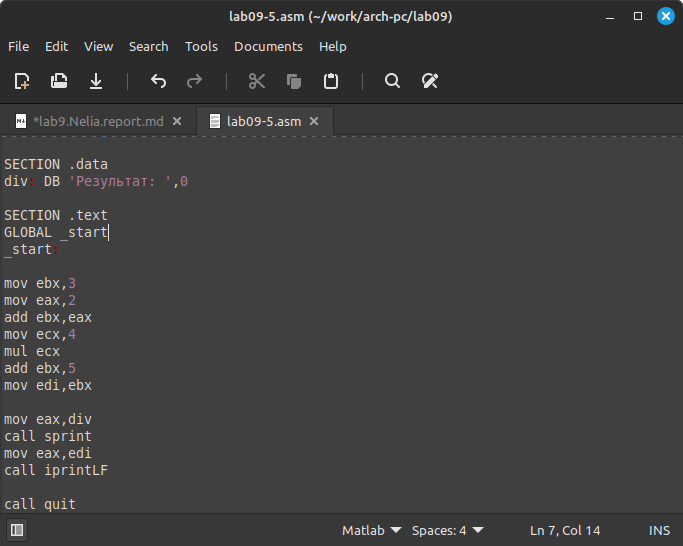 lab09-5.asm (~/work/arch-pc/lab09)
File Edit View Search Tools Documents Help
*lab9.Nelia.report.md lab09-5.asm
SECTION .data
div: DB 'Результат: ',0
SECTION .text
GLOBAL _start
_start:
mov ebx,3
mov eax,2
add ebx,eax
mov ecx,4
mul ecx
add ebx,5
mov edi,ebx
mov eax,div
call sprint
mov eax,edi
call iprintLF
call quit
Matlab Spaces: 4 Ln 7, Col 14 INS